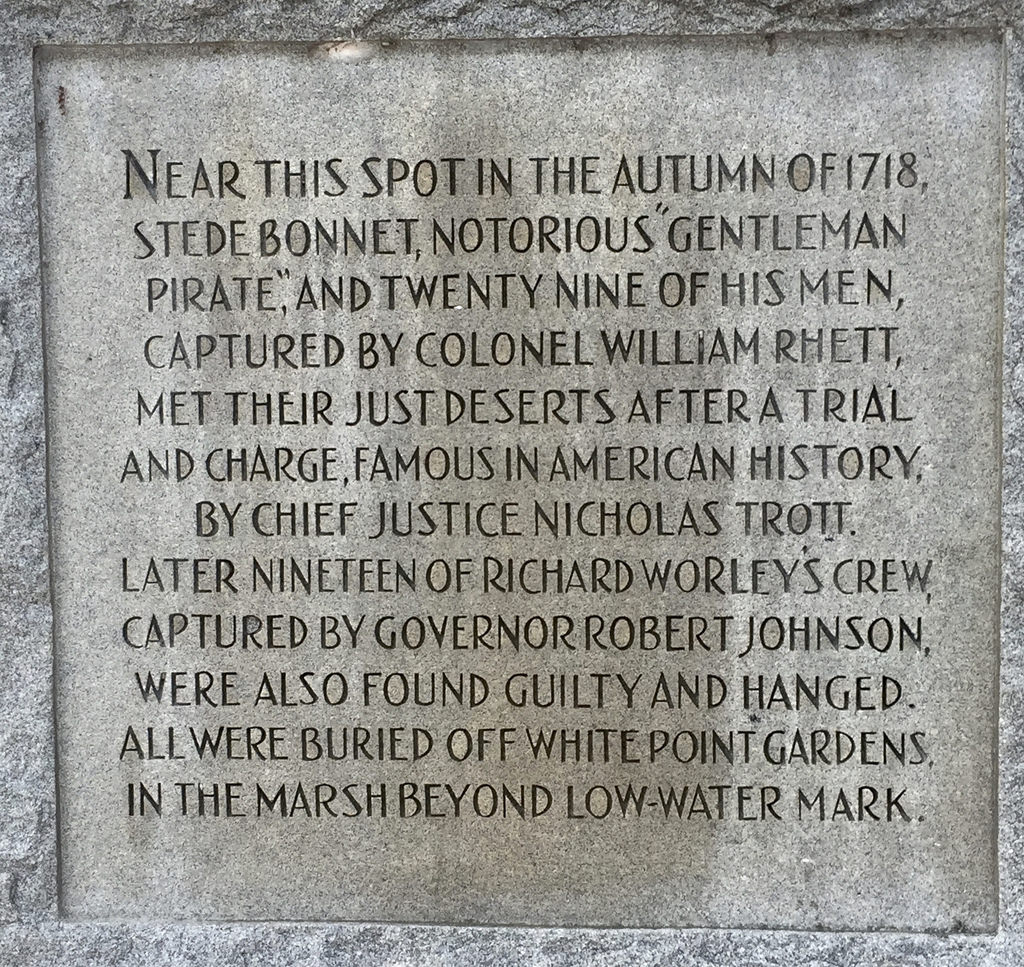 NEAR THIS SPOT IN THE AUTUMN OF 1718,
STEDE BONNET, NOTORIOUS "GENTLEMAN
PIRATE", AND TWENTY NINE OF HIS MEN,
CAPTURED BY COLONEL WILLIAM RHETT,
MET THEIR JUST DESERTS AFTER A TRIAL
AND CHARGE, FAMOUS IN AMERICAN HISTORY,
BY CHIEF JUSTICE NICHOLAS TROTT.
LATER NINETEEN OF RICHARD WORLEY'S CREW,
CAPTURED BY GOVERNOR ROBERT JOHNSON,
WERE ALSO FOUND GUILTY AND HANGED.
ALL WERE BURIED OFF WHITE POINT GARDENS,
IN THE MARSH BEYOND LOW-WATER MARK.